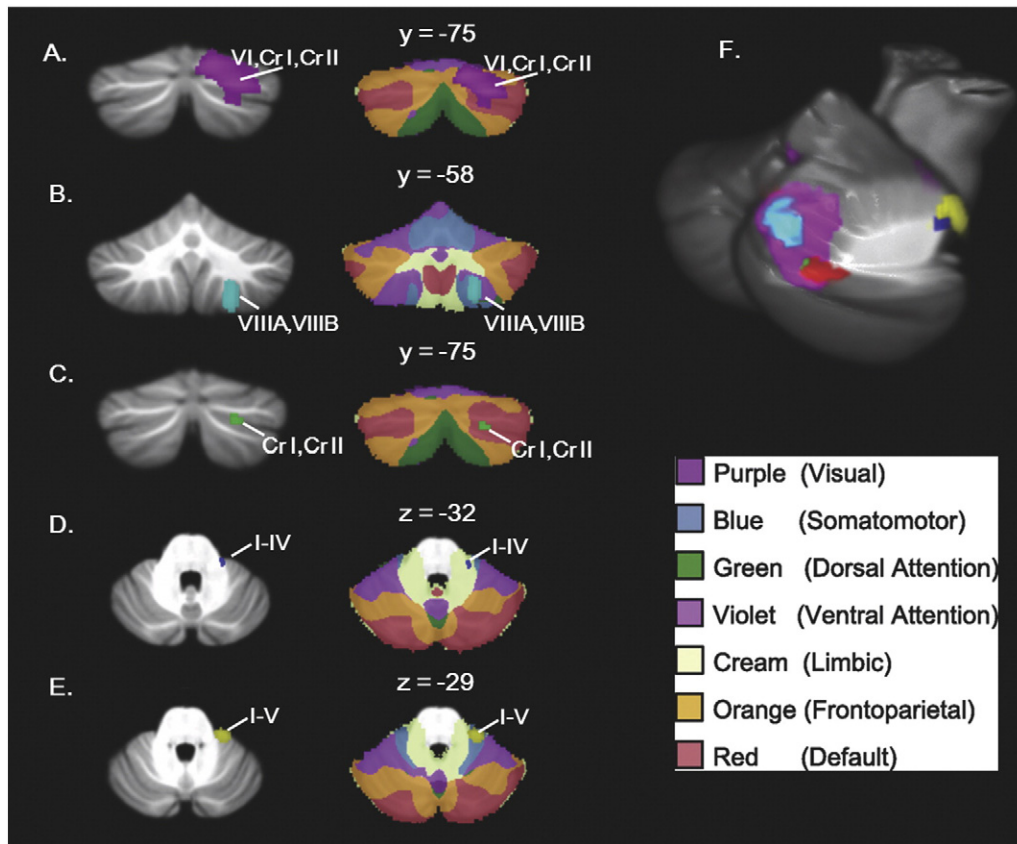 A.
VI,Cr I,Cr II
y = -75
VI,Cr I,Cr II
B.
VIIIA,VIIIB
y = -58
VIIIA,VIIIB
C.
Cr I,Cr II
y = -75
Cr I,Cr II
D.
I-IV
z = -32
I-IV
E.
I-V
z = -29
I-V
F.
Purple (Visual)
Blue (Somatomotor)
Green (Dorsal Attention)
Violet (Ventral Attention)
Cream (Limbic)
Orange (Frontoparietal)
Red (Default)